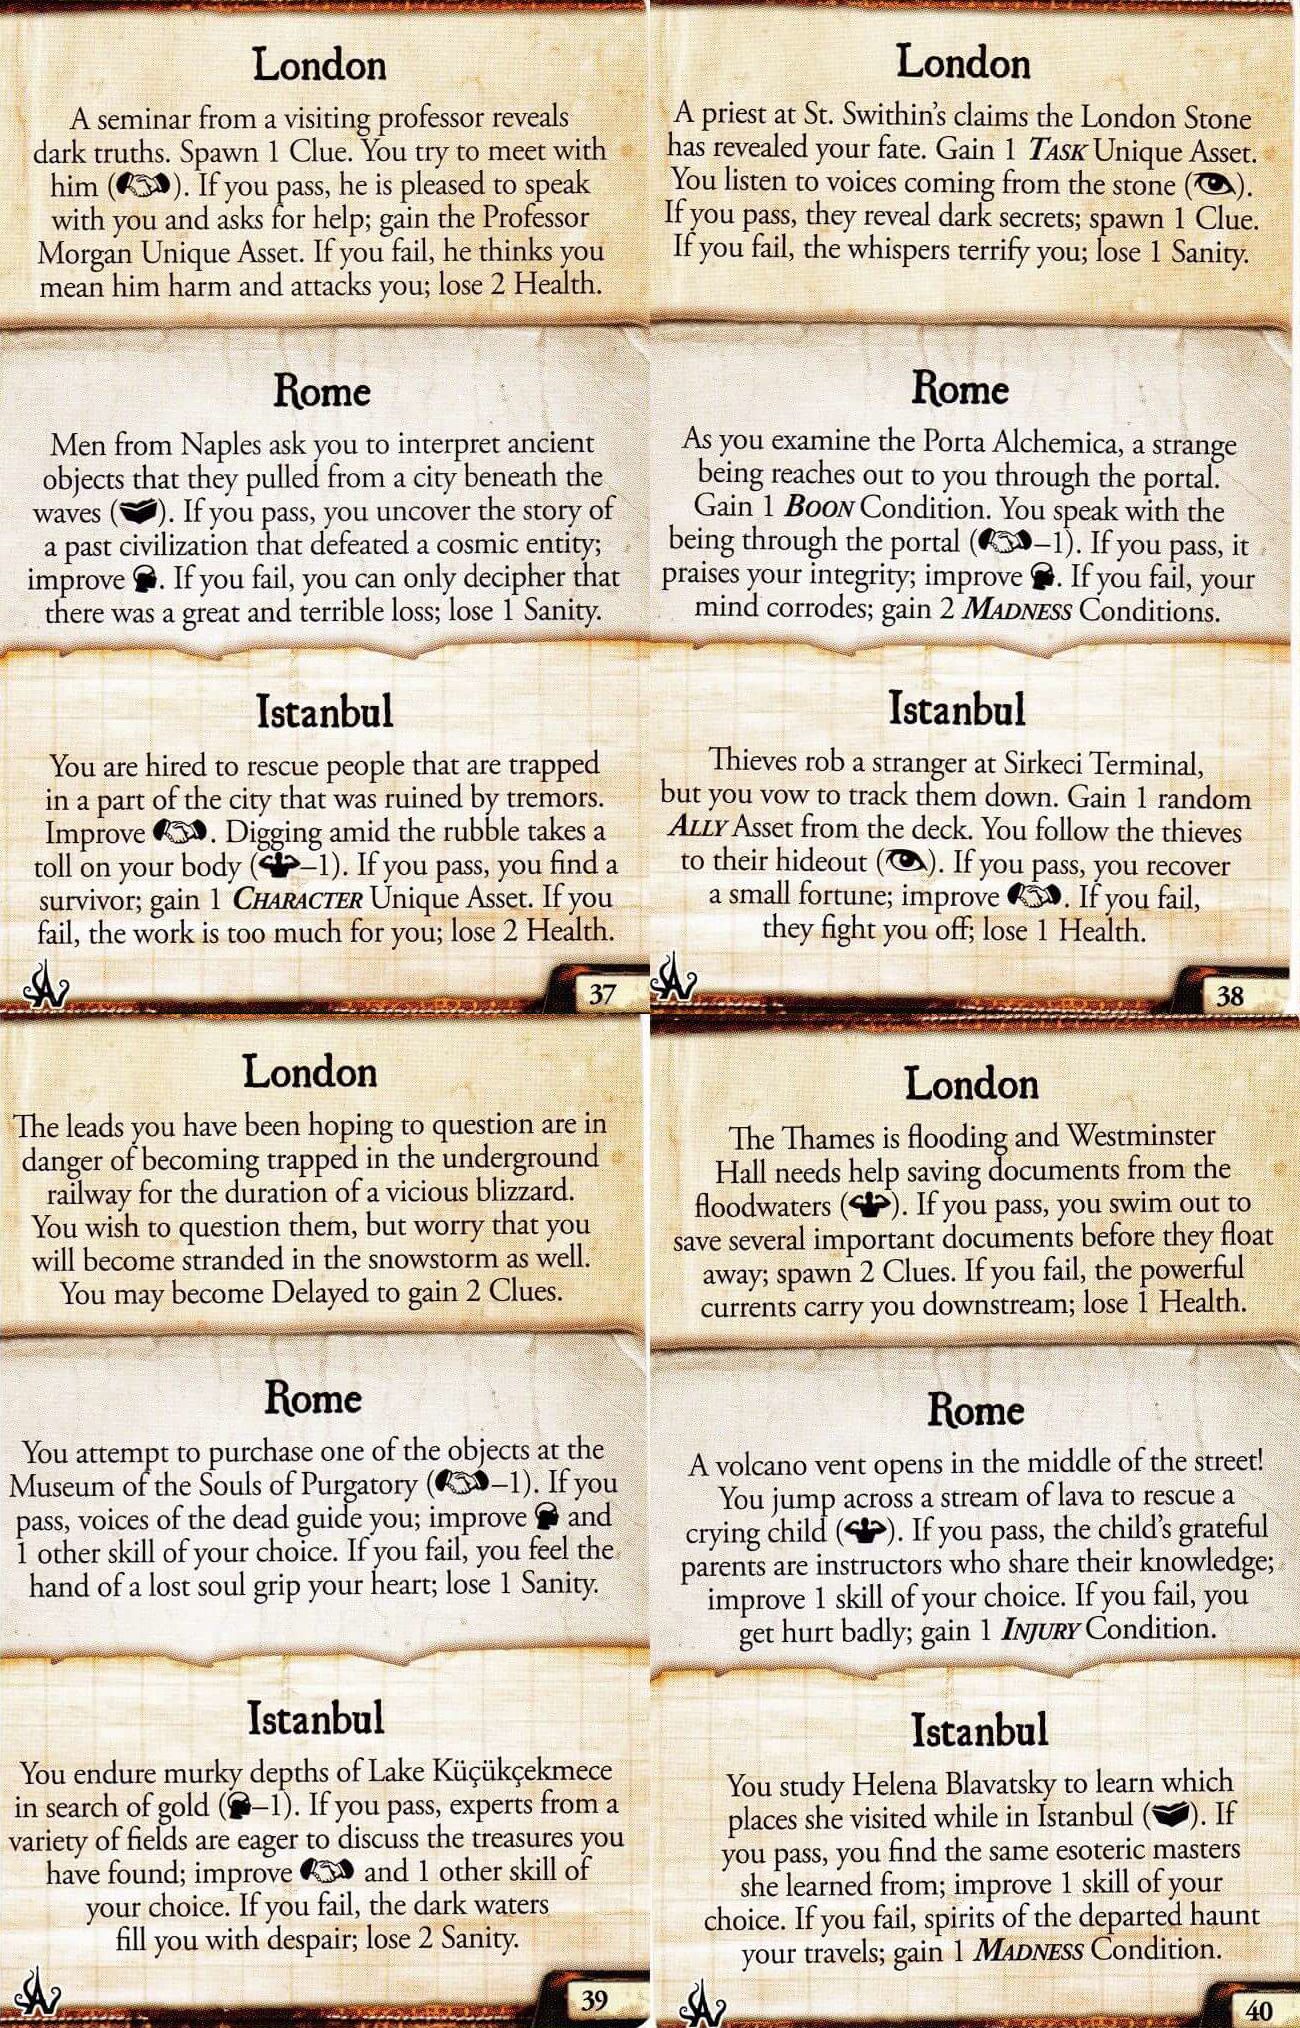 London
A seminar from a visiting professor reveals
dark truths. Spawn 1 Clue. You try to meet with
him ( ). If you pass, he is pleased to speak
with you and asks for help; gain the Professor
Morgan Unique Asset. If you fail, he thinks you
mean him harm and attacks you; lose 2 Health.
Rome
Men from Naples ask you to interpret ancient
objects that they pulled from a city beneath the
waves ( ). If you pass, you uncover the story of
a past civilization that defeated a cosmic entity;
improve . If you fail, you can only decipher that
there was a great and terrible loss; lose 1 Sanity.
Istanbul
You are hired to rescue people that are trapped
in a part of the city that was ruined by tremors.
Improve . Digging amid the rubble takes a
toll on your body ( –1). If you pass, you find a
survivor; gain 1 CHARACTER Unique Asset. If you
fail, the work is too much for you; lose 2 Health.
37
London
A priest at St. Swithin's claims the London Stone
has revealed your fate. Gain 1 TASK Unique Asset.
You listen to voices coming from the stone ( ).
If you pass, they reveal dark secrets; spawn 1 Clue.
If you fail, the whispers terrify you; lose 1 Sanity.
Rome
As you examine the Porta Alchemica, a strange
being reaches out to you through the portal.
Gain 1 BOON Condition. You speak with the
being through the portal ( –1). If you pass, it
praises your integrity; improve . If you fail, your
mind corrodes; gain 2 MADNESS Conditions.
Istanbul
Thieves rob a stranger at Sirkeci Terminal,
but you vow to track them down. Gain 1 random
ALLY Asset from the deck. You follow the thieves
to their hideout ( ). If you pass, you recover
a small fortune; improve . If you fail,
they fight you off; lose 1 Health.
38
London
The leads you have been hoping to question are in
danger of becoming trapped in the underground
railway for the duration of a vicious blizzard.
You wish to question them, but worry that you
will become stranded in the snowstorm as well.
You may become Delayed to gain 2 Clues.
Rome
You attempt to purchase one of the objects at the
Museum of the Souls of Purgatory ( –1). If you
pass, voices of the dead guide you; improve and
1 other skill of your choice. If you fail, you feel the
hand of a lost soul grip your heart; lose 1 Sanity.
Istanbul
You endure murky depths of Lake Küçükçekmece
in search of gold ( –1). If you pass, experts from a
variety of fields are eager to discuss the treasures you
have found; improve and 1 other skill of
your choice. If you fail, the dark waters
fill you with despair; lose 2 Sanity.
39
London
The Thames is flooding and Westminster
Hall needs help saving documents from the
floodwaters ( ). If you pass, you swim out to
save several important documents before they float
away; spawn 2 Clues. If you fail, the powerful
currents carry you downstream; lose 1 Health.
Rome
A volcano vent opens in the middle of the street!
You jump across a stream of lava to rescue a
crying child ( ). If you pass, the child's grateful
parents are instructors who share their knowledge;
improve 1 skill of your choice. If you fail, you
get hurt badly; gain 1 INJURY Condition.
Istanbul
You study Helena Blavatsky to learn which
places she visited while in Istanbul ( ). If
you pass, you find the same esoteric masters
she learned from; improve 1 skill of your
choice. If you fail, spirits of the departed haunt
your travels; gain 1 MADNESS Condition.
40